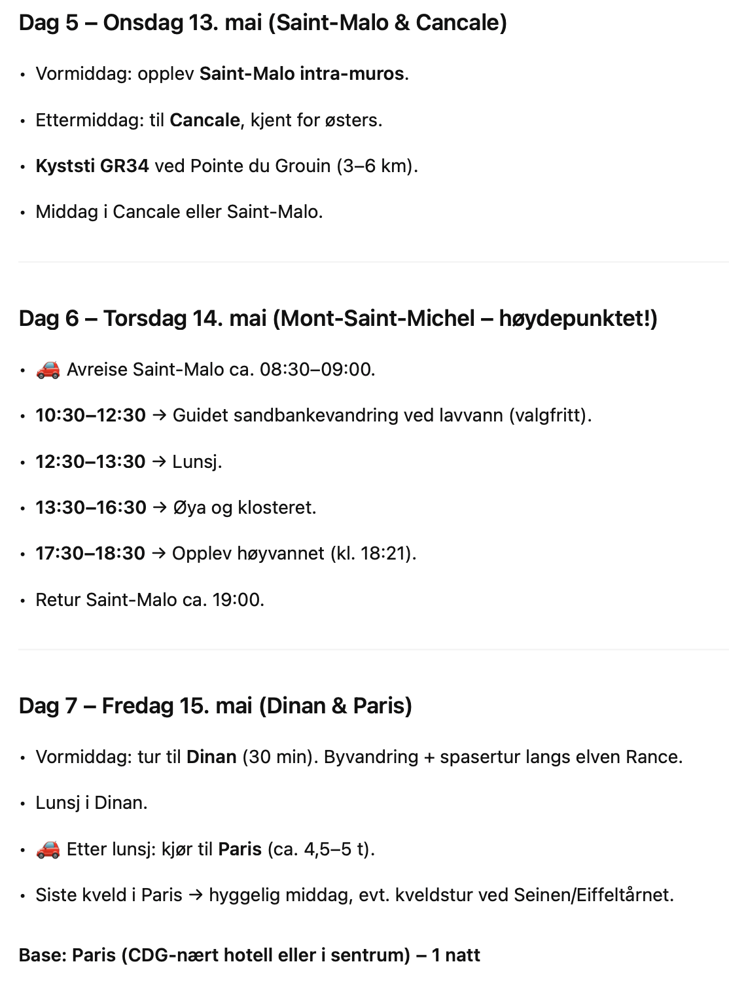 Dag 5 – Onsdag 13. mai (Saint-Malo & Cancale)
• Vormiddag: opplev Saint-Malo intra-muros.
• Ettermiddag: til Cancale, kjent for østers.
• Kyststi GR34 ved Pointe du Grouin (3–6 km).
• Middag i Cancale eller Saint-Malo.
Dag 6 – Torsdag 14. mai (Mont-Saint-Michel – høydepunktet!)
• 🚗 Avreise Saint-Malo ca. 08:30–09:00.
• 10:30–12:30 → Guidet sandbankevandring ved lavvann (valgfritt).
• 12:30–13:30 → Lunsj.
• 13:30–16:30 → Øya og klosteret.
• 17:30–18:30 → Opplev høyvannet (kl. 18:21).
• Retur Saint-Malo ca. 19:00.
Dag 7 – Fredag 15. mai (Dinan & Paris)
• Vormiddag: tur til Dinan (30 min). Byvandring + spasertur langs elven Rance.
• Lunsj i Dinan.
• 🚗 Etter lunsj: kjør til Paris (ca. 4,5–5 t).
• Siste kveld i Paris → hyggelig middag, evt. kveldstur ved Seinen/Eiffeltårnet.
Base: Paris (CDG-nært hotell eller i sentrum) – 1 natt